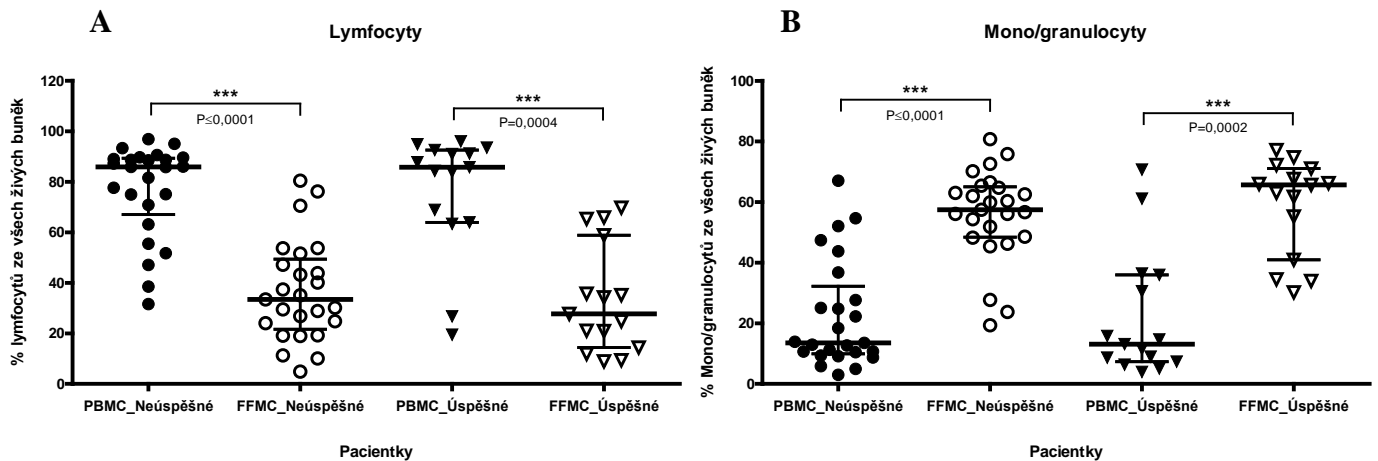 A
Lymfocyty
% lymfocytů ze všech živých buněk
120
100
80
60
40
20
0
***
P≤0,0001
***
P=0,0004
PBMC_Neúspěšné
FFMC_Neúspěšné
PBMC_Úspěšné
FFMC_Úspěšné
Pacientky
B
Mono/granulocyty
% Mono/granulocytů ze všech živých buněk
100
80
60
40
20
0
***
P≤0,0001
***
P=0,0002
PBMC_Neúspěšné
FFMC_Neúspěšné
PBMC_Úspěšné
FFMC_Úspěšné
Pacientky